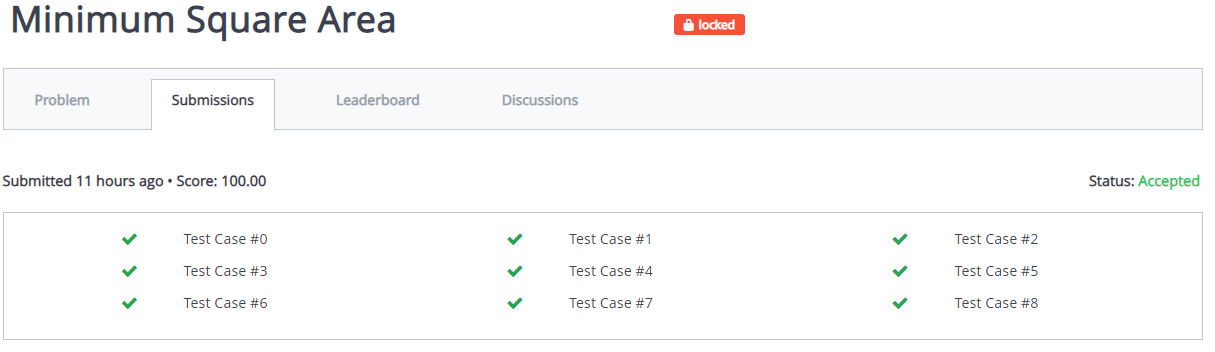 Minimum Square Area
locked
Problem Submissions Leaderboard Discussions
Submitted 11 hours ago • Score: 100.00 Status: Accepted
Test Case #0 Test Case #1 Test Case #2
Test Case #3 Test Case #4 Test Case #5
Test Case #6 Test Case #7 Test Case #8